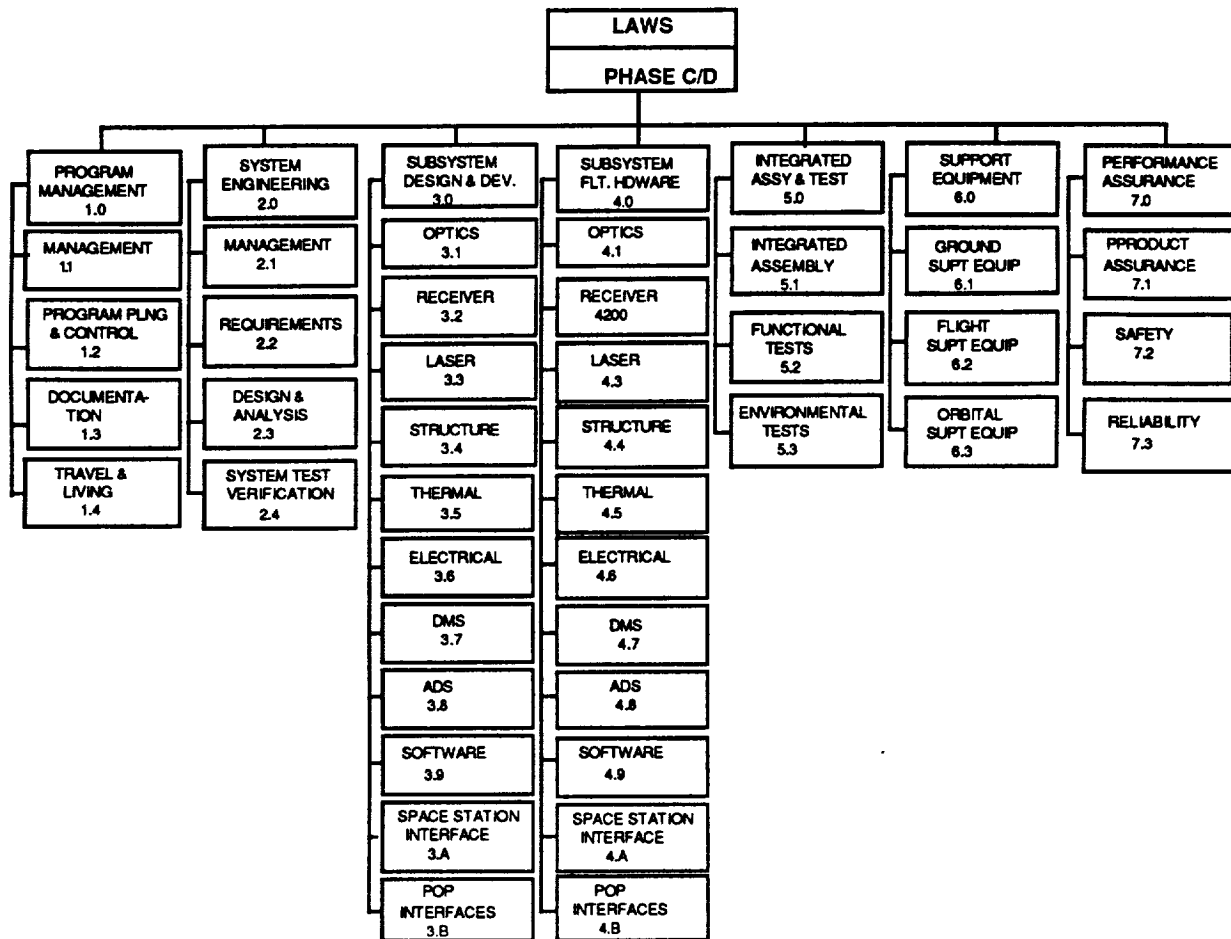 LAWS
PHASE C/D
PROGRAM
MANAGEMENT
1.0
MANAGEMENT
1.1
PROGRAM PLNG
& CONTROL
1.2
DOCUMENTA-
TION
1.3
TRAVEL &
LIVING
1.4
SYSTEM
ENGINEERING
2.0
MANAGEMENT
2.1
REQUIREMENTS
2.2
DESIGN &
ANALYSIS
2.3
SYSTEM TEST
VERIFICATION
2.4
SUBSYSTEM
DESIGN & DEV.
3.0
OPTICS
3.1
RECEIVER
3.2
LASER
3.3
STRUCTURE
3.4
THERMAL
3.5
ELECTRICAL
3.6
DMS
3.7
ADS
3.8
SOFTWARE
3.9
SPACE STATION
INTERFACE
3.A
POP
INTERFACES
3.B
SUBSYSTEM
FLT. HDWARE
4.0
OPTICS
4.1
RECEIVER
4200
LASER
4.3
STRUCTURE
4.4
THERMAL
4.5
ELECTRICAL
4.6
DMS
4.7
ADS
4.8
SOFTWARE
4.9
SPACE STATION
INTERFACE
4.A
POP
INTERFACES
4.B
INTEGRATED
ASSY & TEST
5.0
INTEGRATED
ASSEMBLY
5.1
FUNCTIONAL
TESTS
5.2
ENVIRONMENTAL
TESTS
5.3
SUPPORT
EQUIPMENT
6.0
GROUND
SUPT EQUIP
6.1
FLIGHT
SUPT EQUIP
6.2
ORBITAL
SUPT EQUIP
6.3
PERFORMANCE
ASSURANCE
7.0
PPRODUCT
ASSURANCE
7.1
SAFETY
7.2
RELIABILITY
7.3